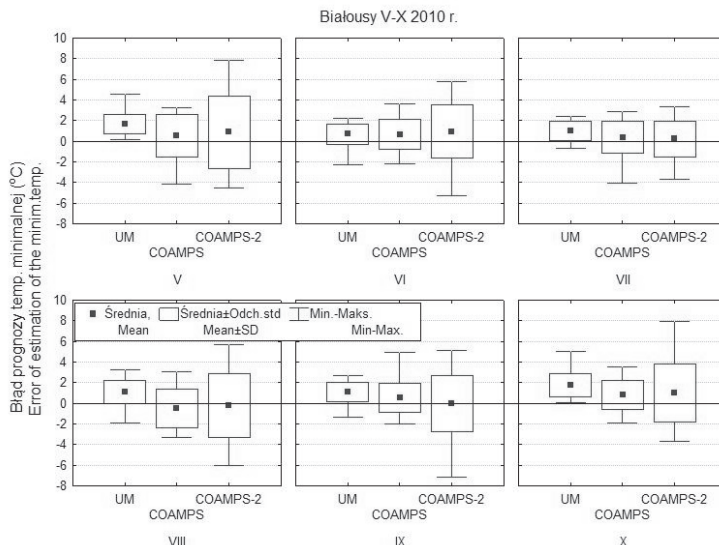 Białousy V-X 2010 r.
Błąd prognozy temp. minimalnej (°C)
Error of estimation of the minim.temp.
10
8
6
4
2
0
-2
-4
-6
-8
UM COAMPS-2 UM COAMPS-2 UM COAMPS-2
COAMPS COAMPS COAMPS
V VI VII
10
8
6
4
2
0
-2
-4
-6
-8
Średnia, Średnia±Odch.std Min.-Maks.
Mean Mean±SD Min-Max.
UM COAMPS-2 UM COAMPS-2 UM COAMPS-2
COAMPS COAMPS COAMPS
VIII IX X